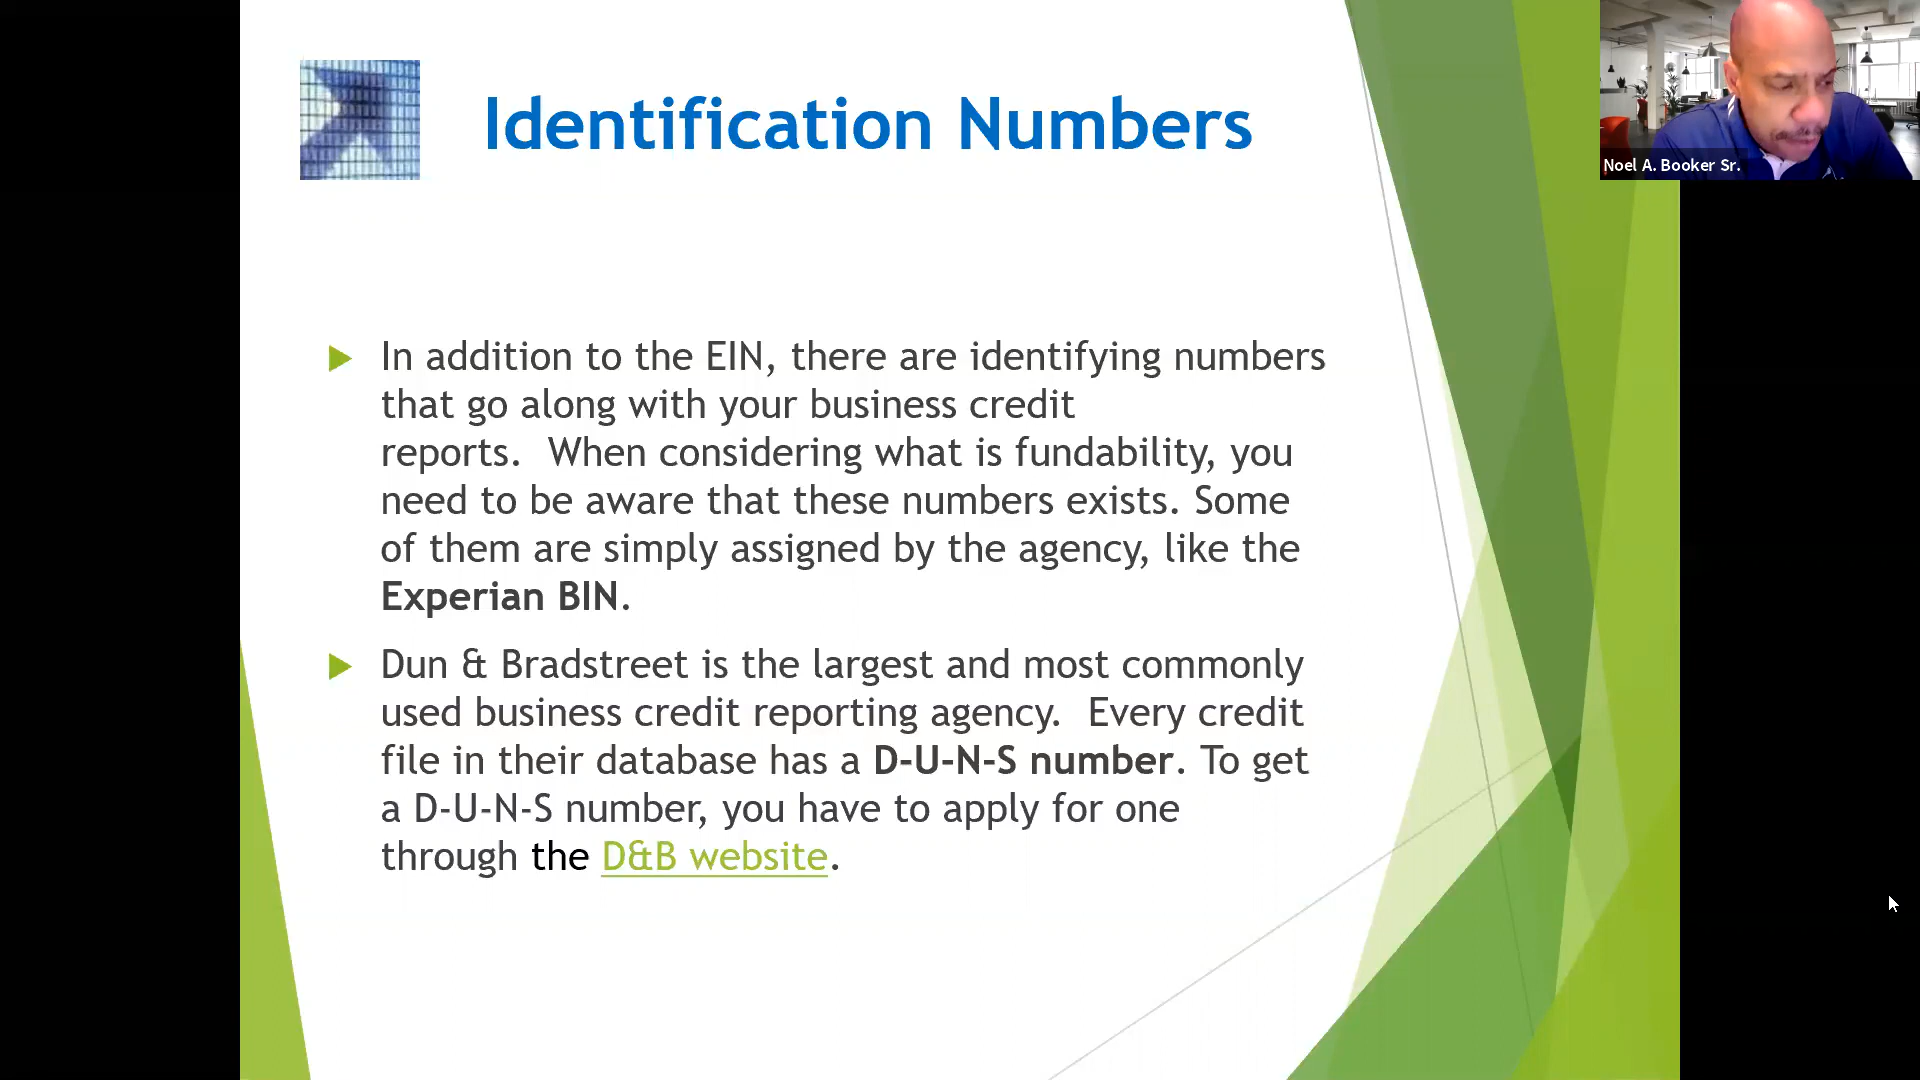 Identification Numbers
Noel A. Booker Sr.
In addition to the EIN, there are identifying numbers
that go along with your business credit
reports.  When considering what is fundability, you
need to be aware that these numbers exists. Some
of them are simply assigned by the agency, like the
Experian BIN.
Dun & Bradstreet is the largest and most commonly
used business credit reporting agency.  Every credit
file in their database has a D-U-N-S number. To get
a D-U-N-S number, you have to apply for one
through the D&B website.